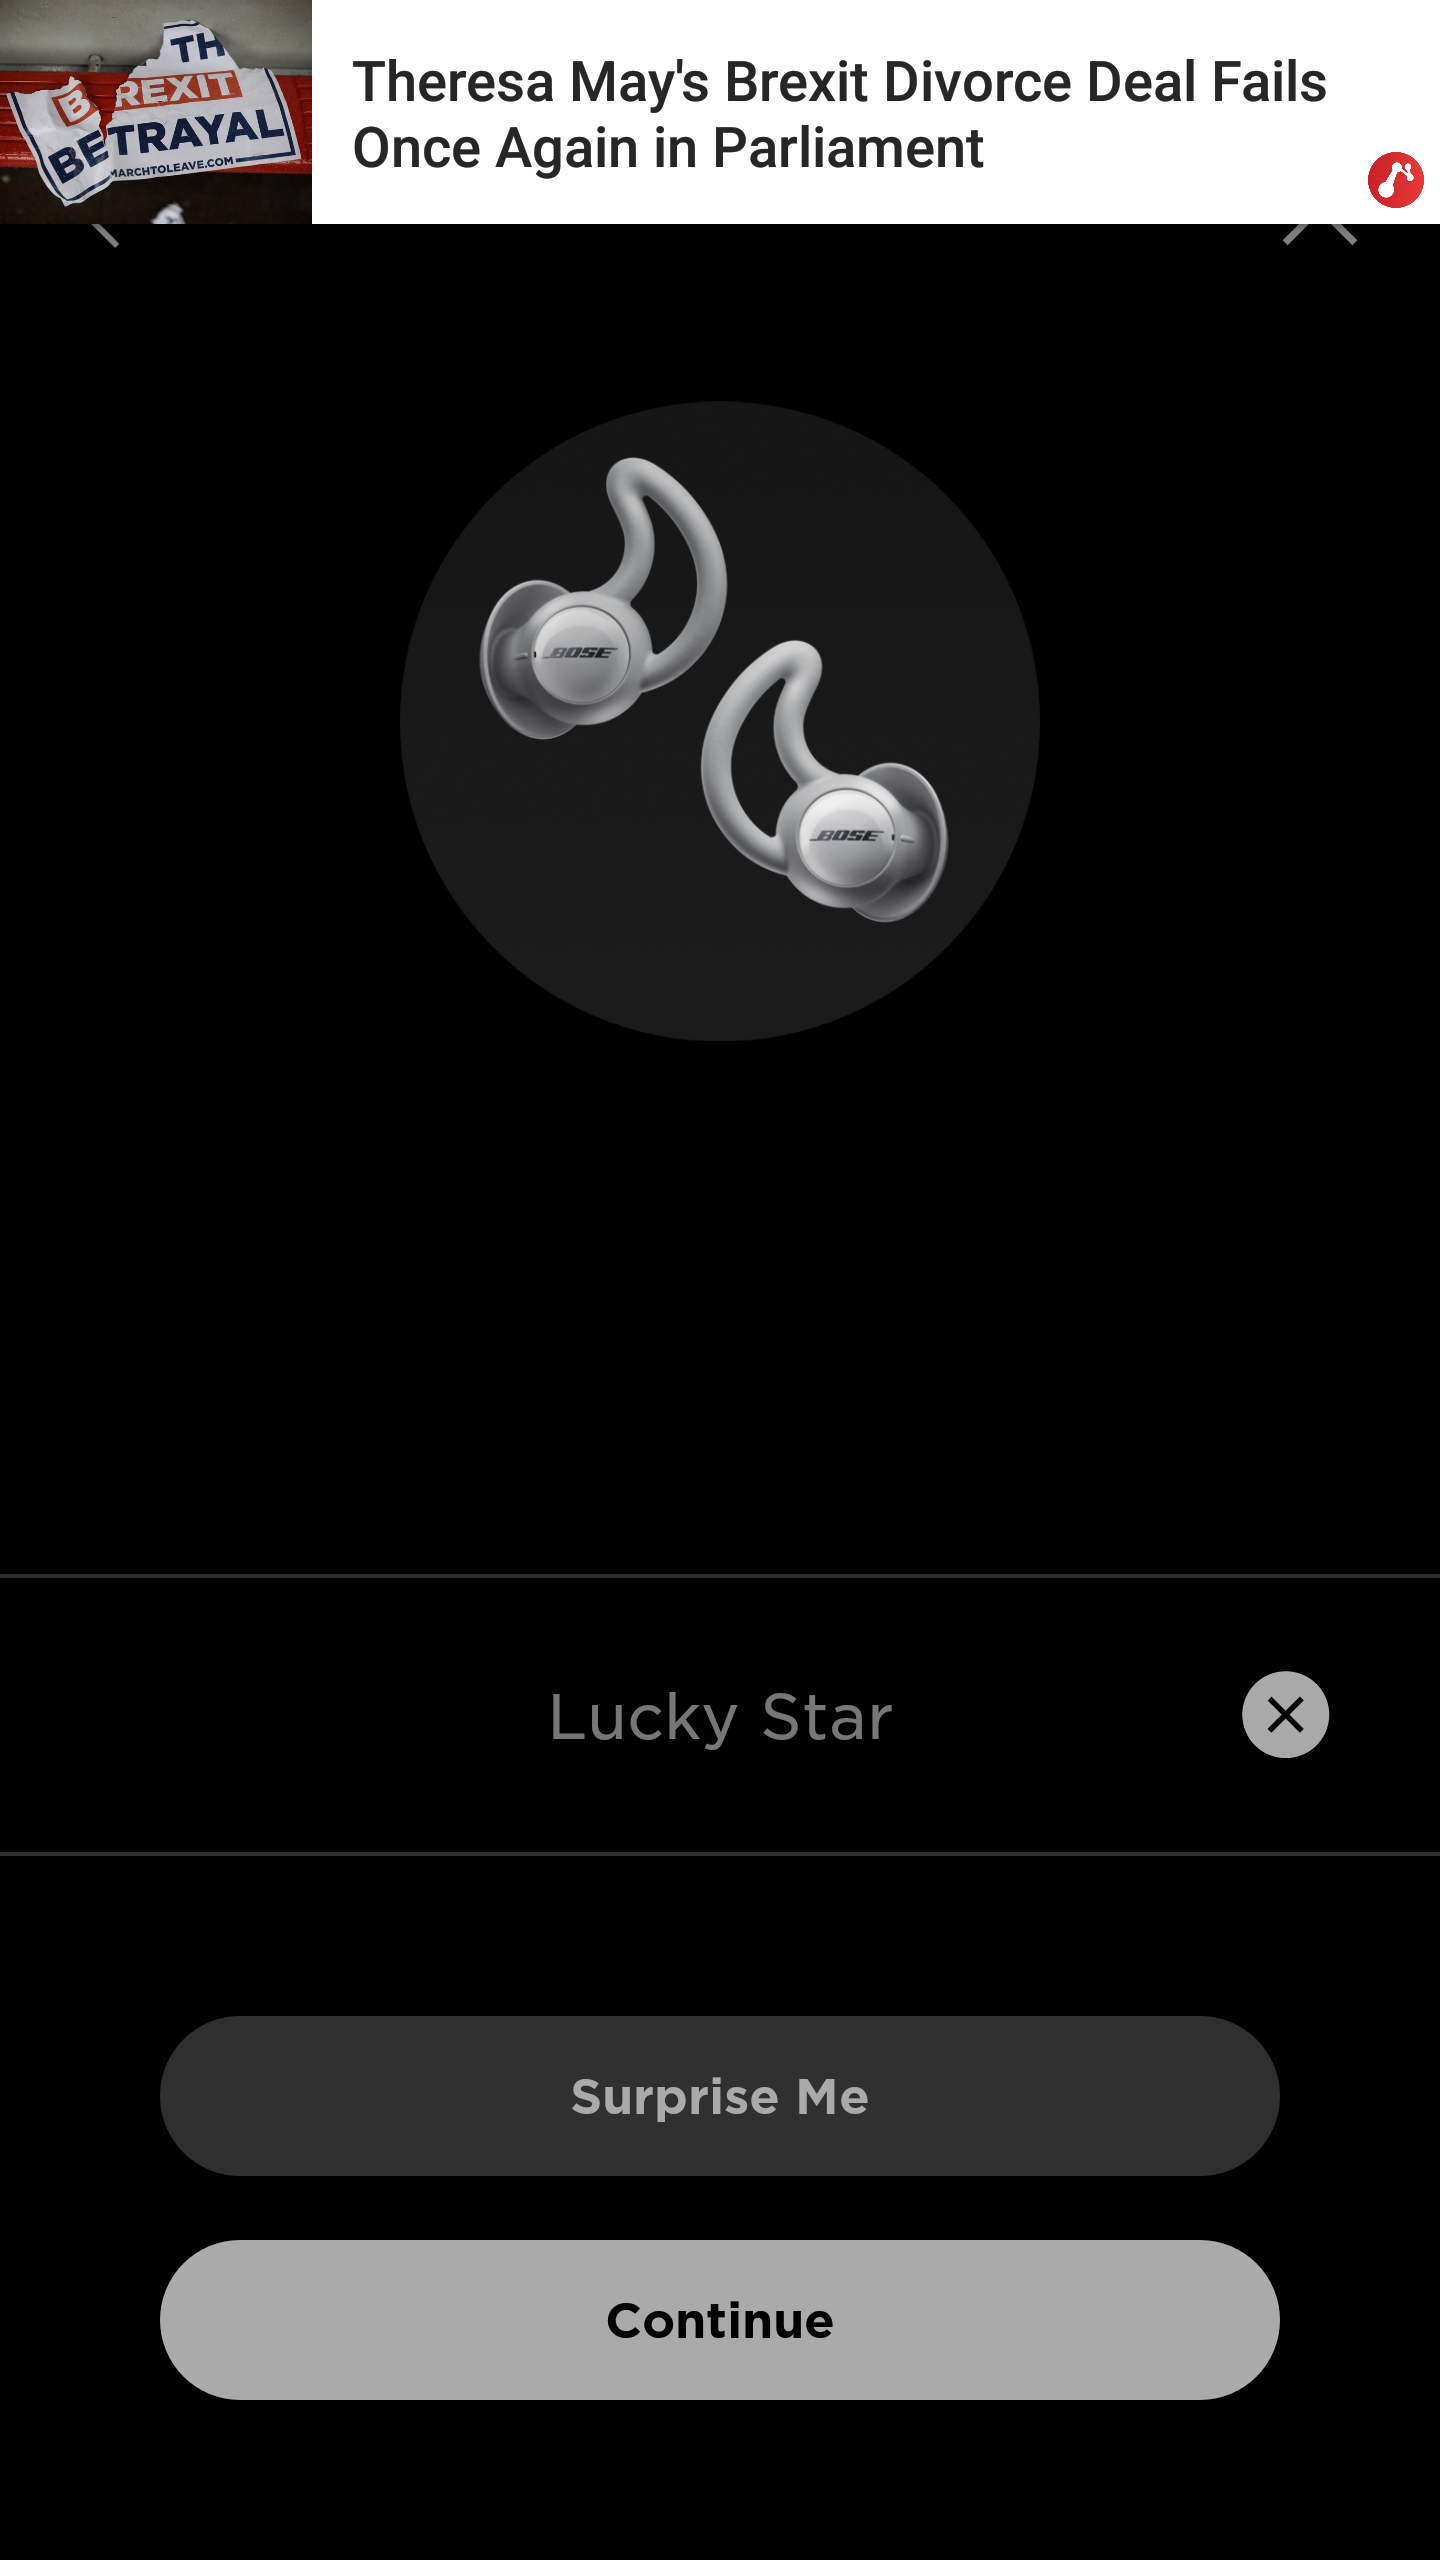 TH
BREXIT
BETRAYAL
MARCHTOLEAVE.COM
Theresa May's Brexit Divorce Deal Fails
Once Again in Parliament
BOSE
BOSE
Lucky Star
Surprise Me
Continue